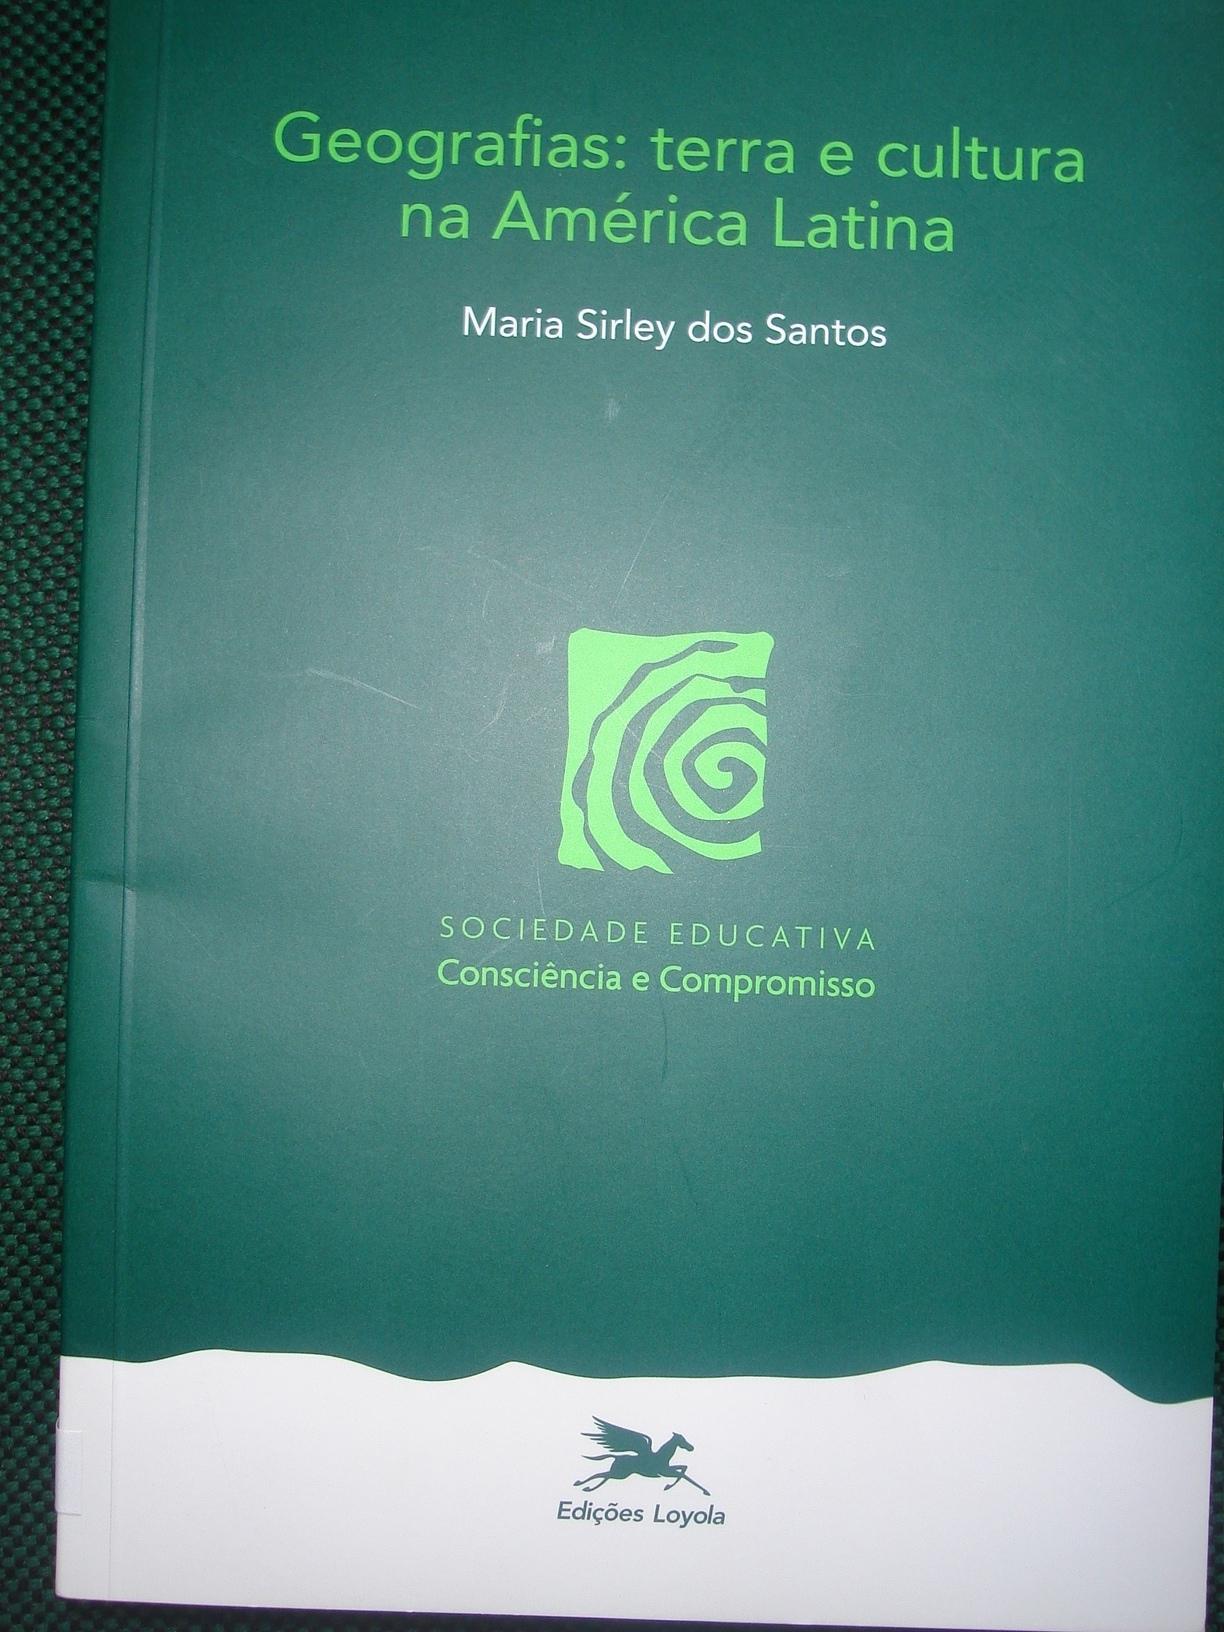 Geografias: terra e cultura
na América Latina
Maria Sirley dos Santos
SOCIEDADE EDUCATIVA
Consciência e Compromisso
Edições Loyola